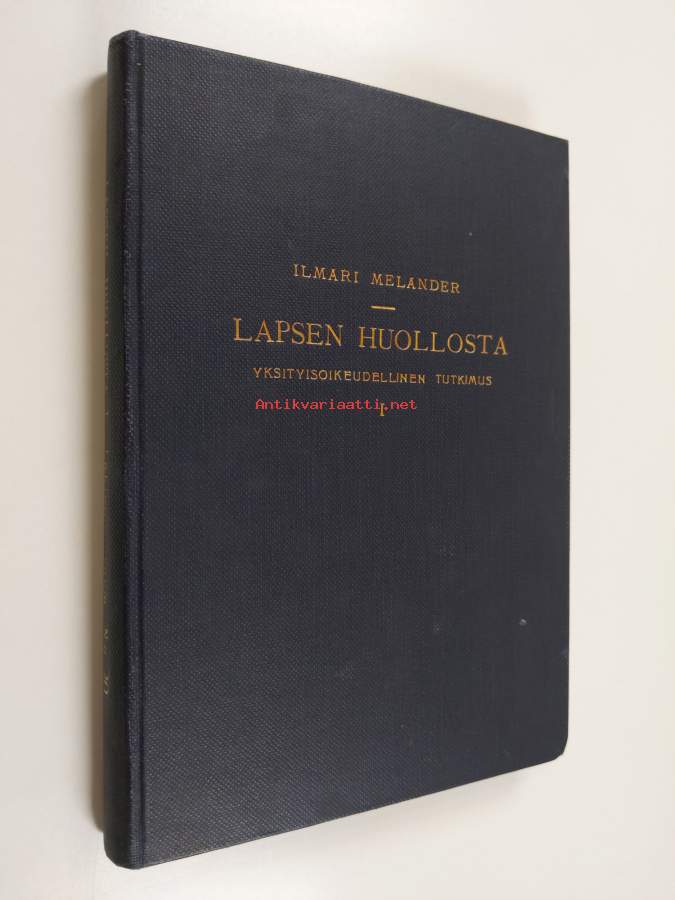 ILMARI MELANDER
LAPSEN HUOLLOSTA
YKSITYISOIKEUDELLINEN TUTKIMUS
Antikvariaatti.net
I